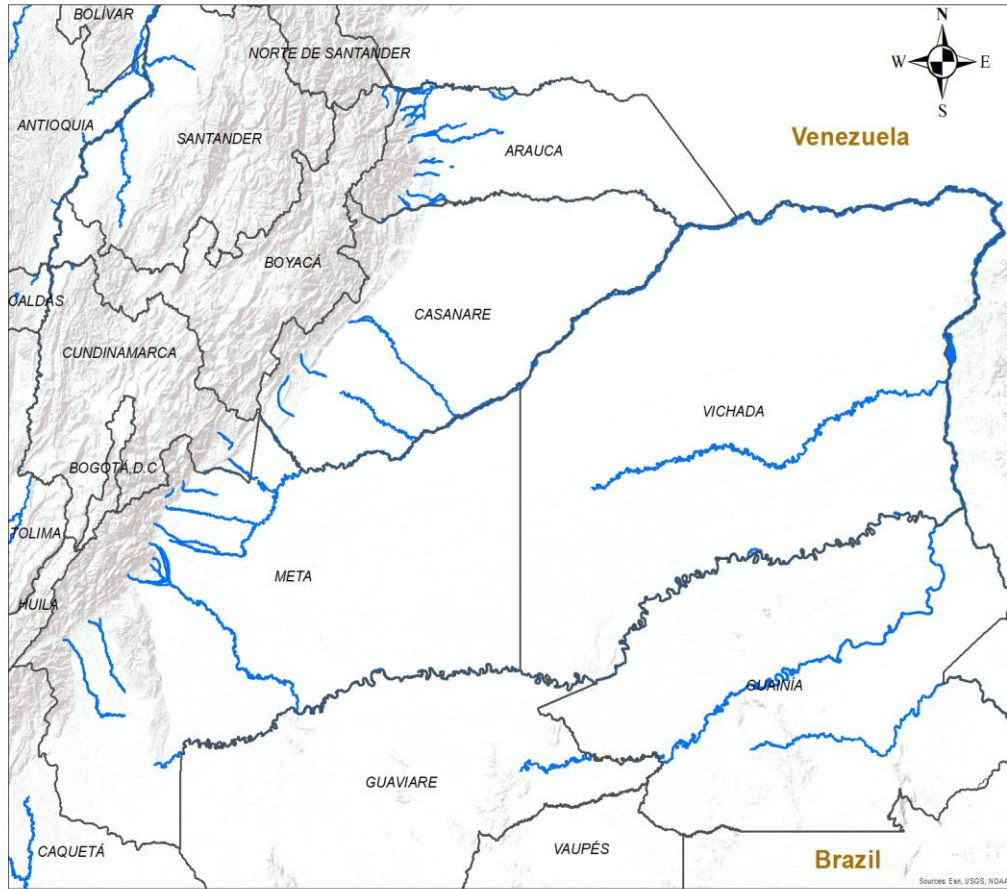 BOLÍVAR
N
NORTE DE SANTANDER
W
E
S
ANTIOQUIA
SANTANDER
Venezuela
ARAUCA
BOYACÁ
CALDAS
CASANARE
CUNDINAMARCA
VICHADA
BOGOTÁ,D.C
TOLIMA
META
HUILA
GUAINÍA
GUAVIARE
CAQUETÁ
VAUPÉS
Brazil
Sources: Esri, USGS, NOAA